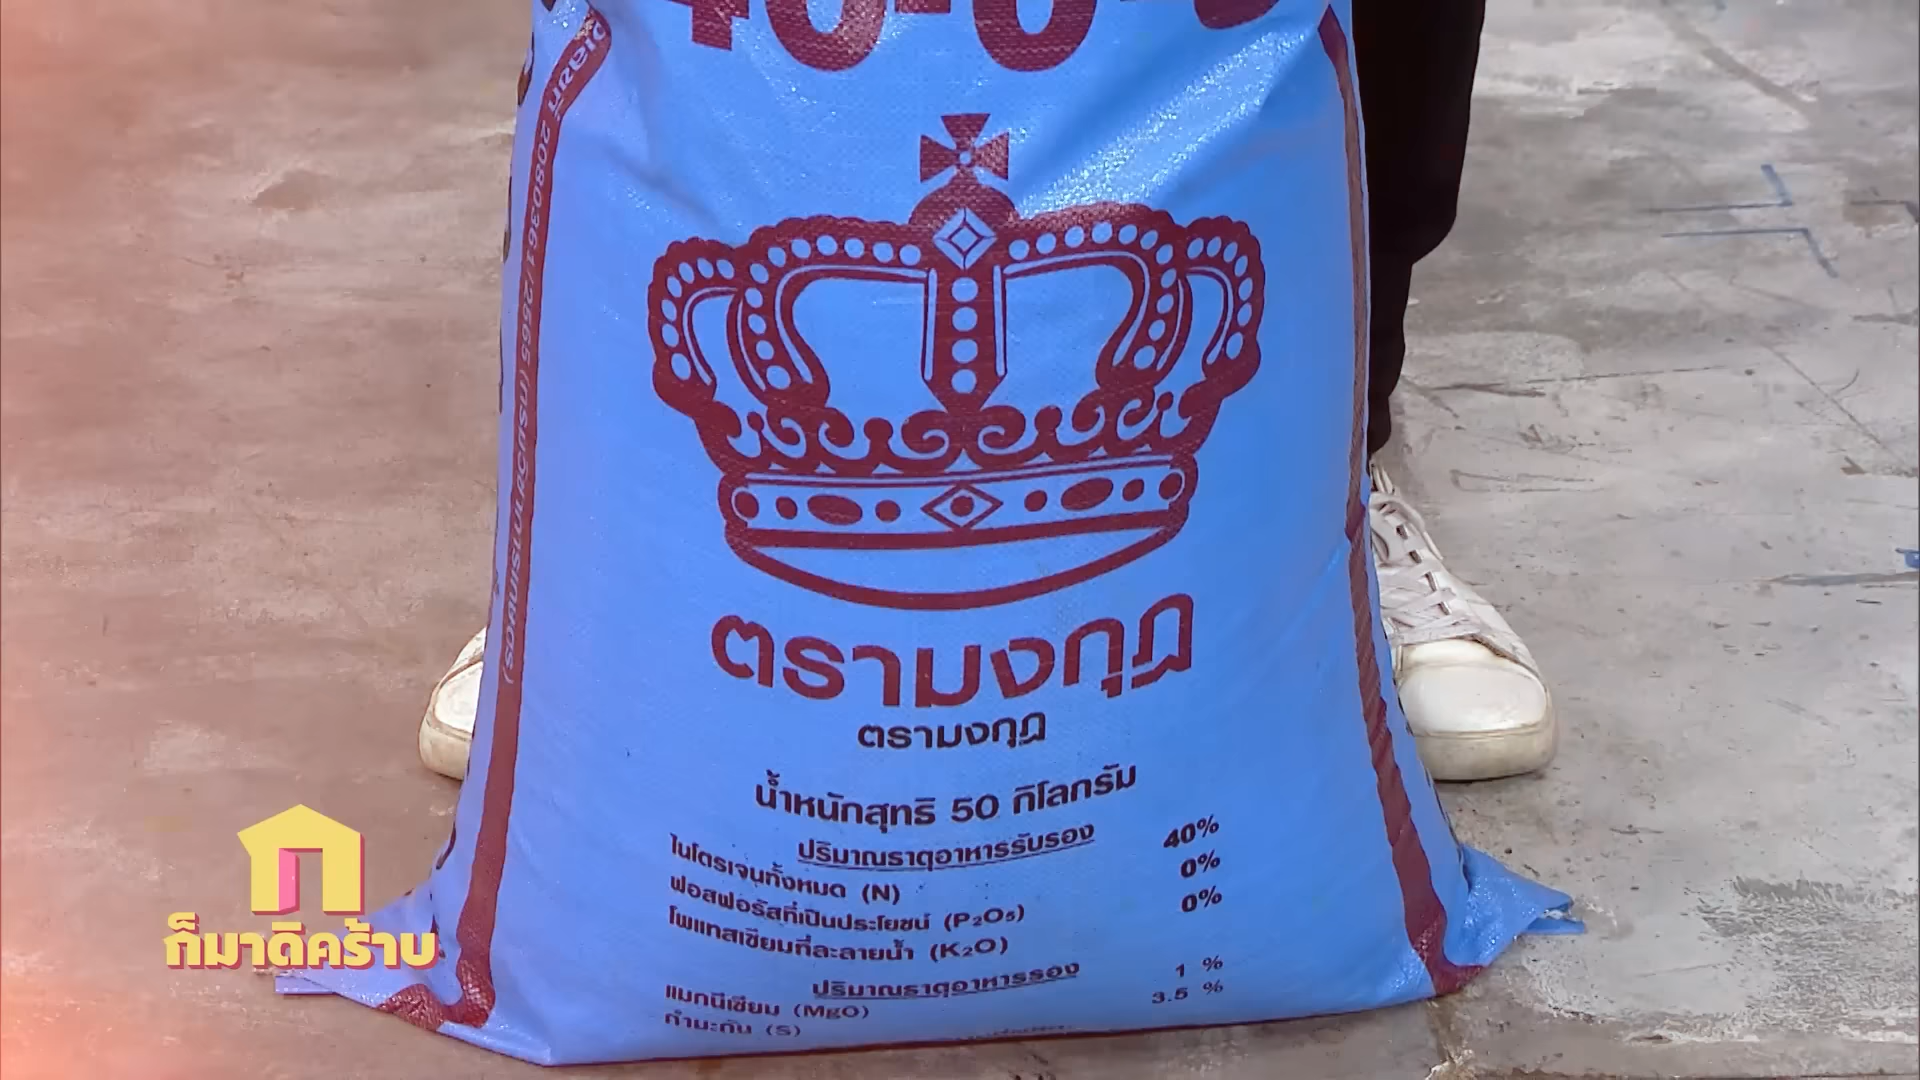 40-0-0
ตรามงกุฎ
ตรามงกุฎ
น้ำหนักสุทธิ 50 กิโลกรัม
ปริมาณธาตุอาหารรับรอง
ไนโตรเจนทั้งหมด (N) 40%
ฟอสฟอรัสที่เป็นประโยชน์ (P₂O₅) 0%
โพแทสเซียมที่ละลายน้ำ (K₂O) 0%
ปริมาณธาตุอาหารรอง
แมกนีเซียม (MgO) 1 %
กำมะถัน (S) 3.5 %
ก็มาดิคร้าบ